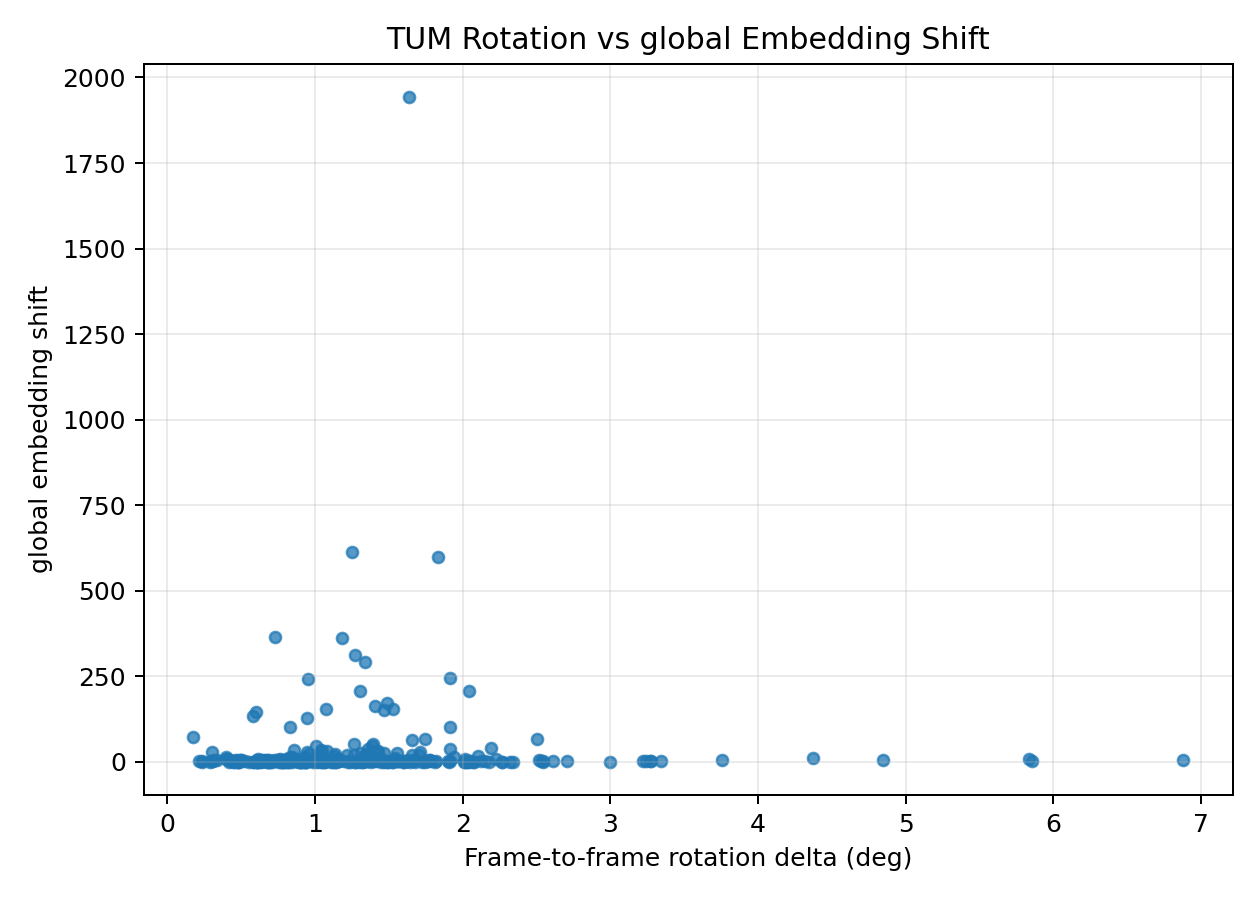 TUM Rotation vs global Embedding Shift
2000
1750
1500
1250
1000
750
500
250
0
global embedding shift
0 1 2 3 4 5 6 7
Frame-to-frame rotation delta (deg)